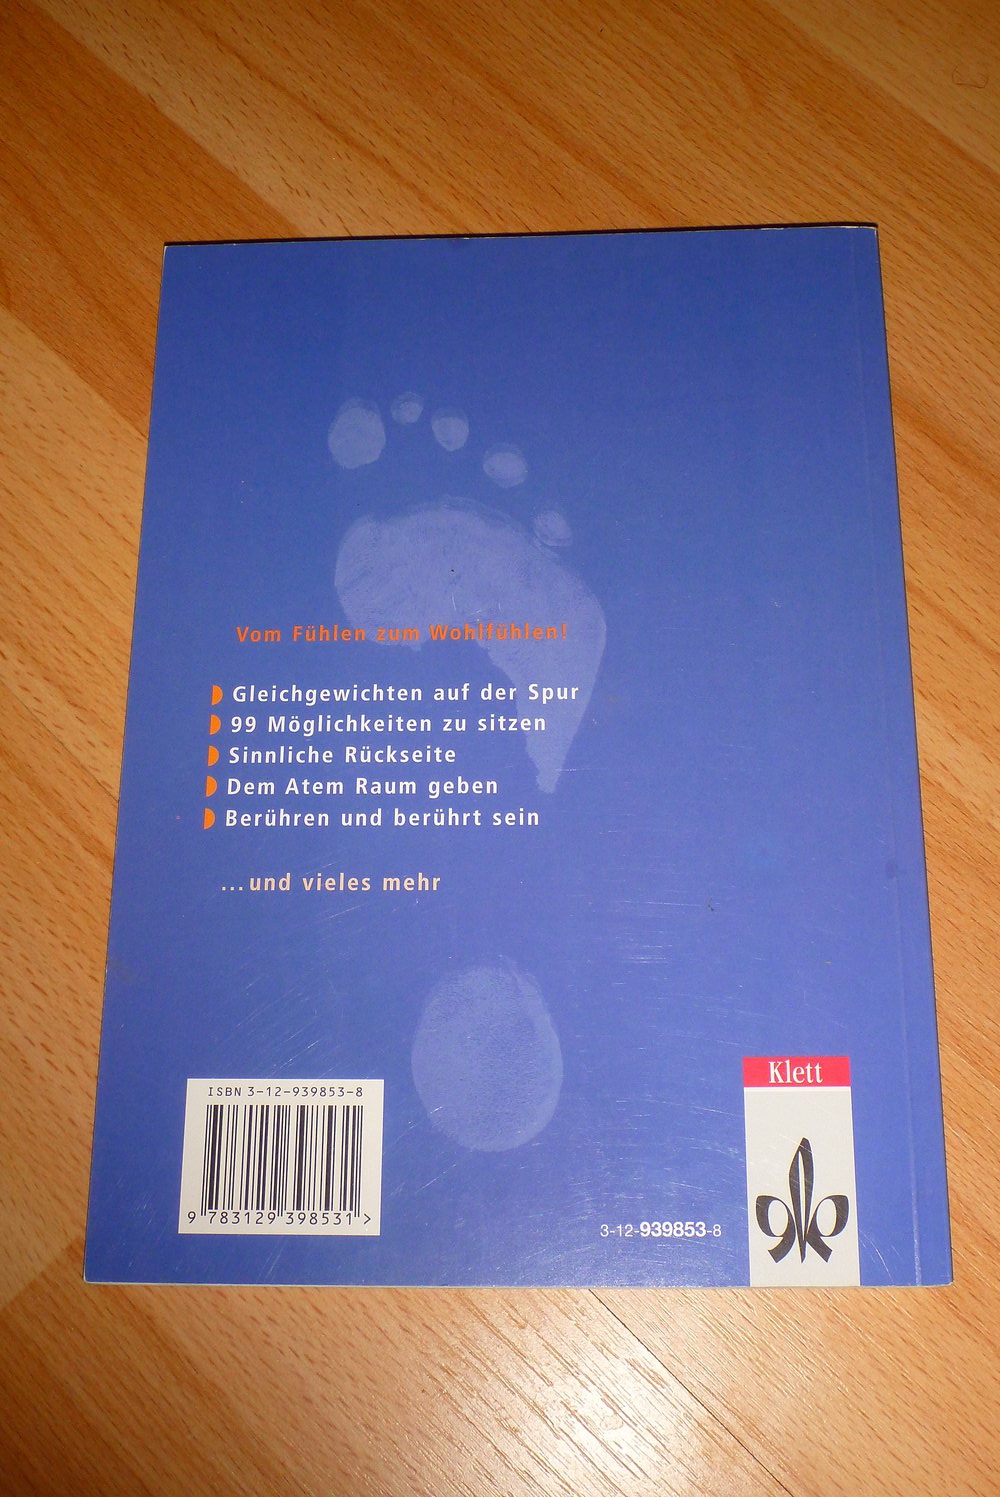 Vom Fühlen zum Wohlfühlen!
Gleichgewichten auf der Spur
99 Möglichkeiten zu sitzen
Sinnliche Rückseite
Dem Atem Raum geben
Berühren und berührt sein
...und vieles mehr
ISBN 3-12-939853-8
9 783129 398531 >
3-12-939853-8
Klett